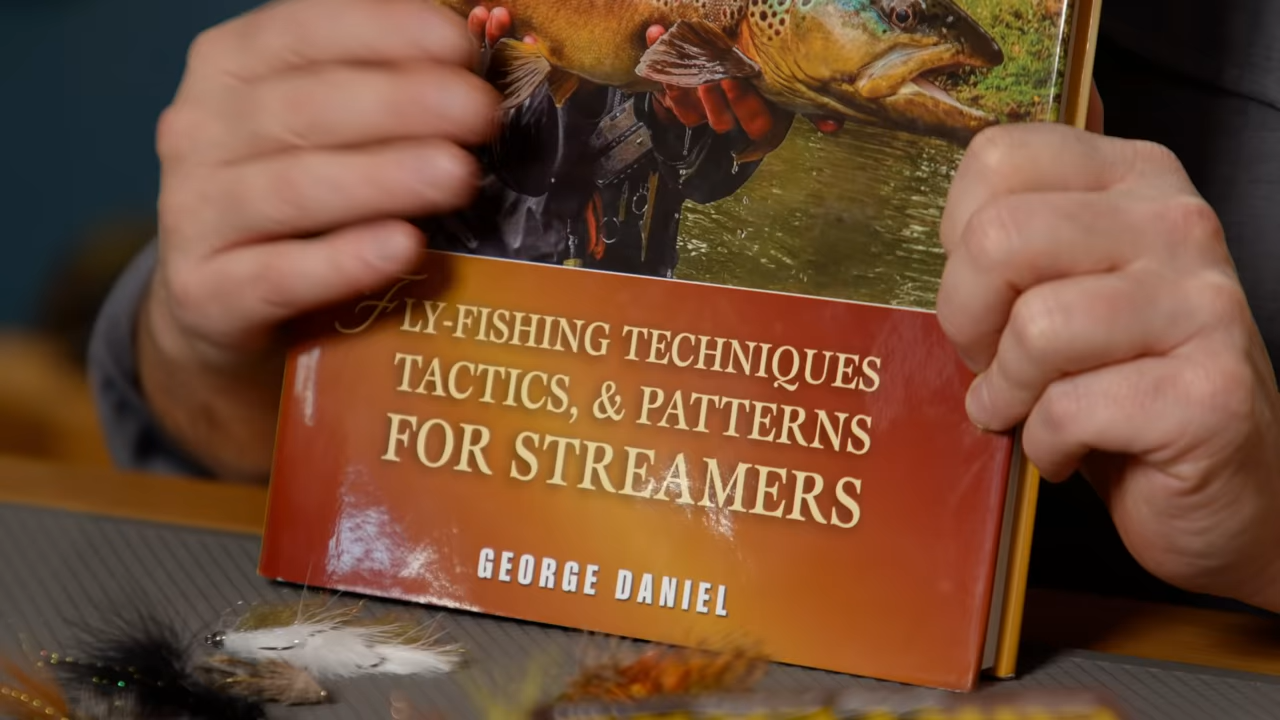 FLY-FISHING TECHNIQUES
TACTICS, & PATTERNS
FOR STREAMERS
GEORGE DANIEL